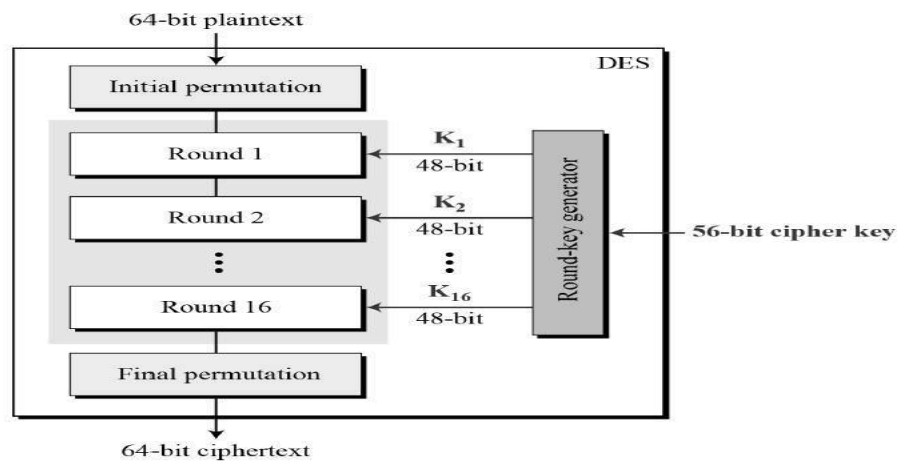 64-bit plaintext
DES
Initial permutation
K1
Round 1
48-bit
K2
Round 2
48-bit
Round-key generator
56-bit cipher key
K16
Round 16
48-bit
Final permutation
64-bit ciphertext